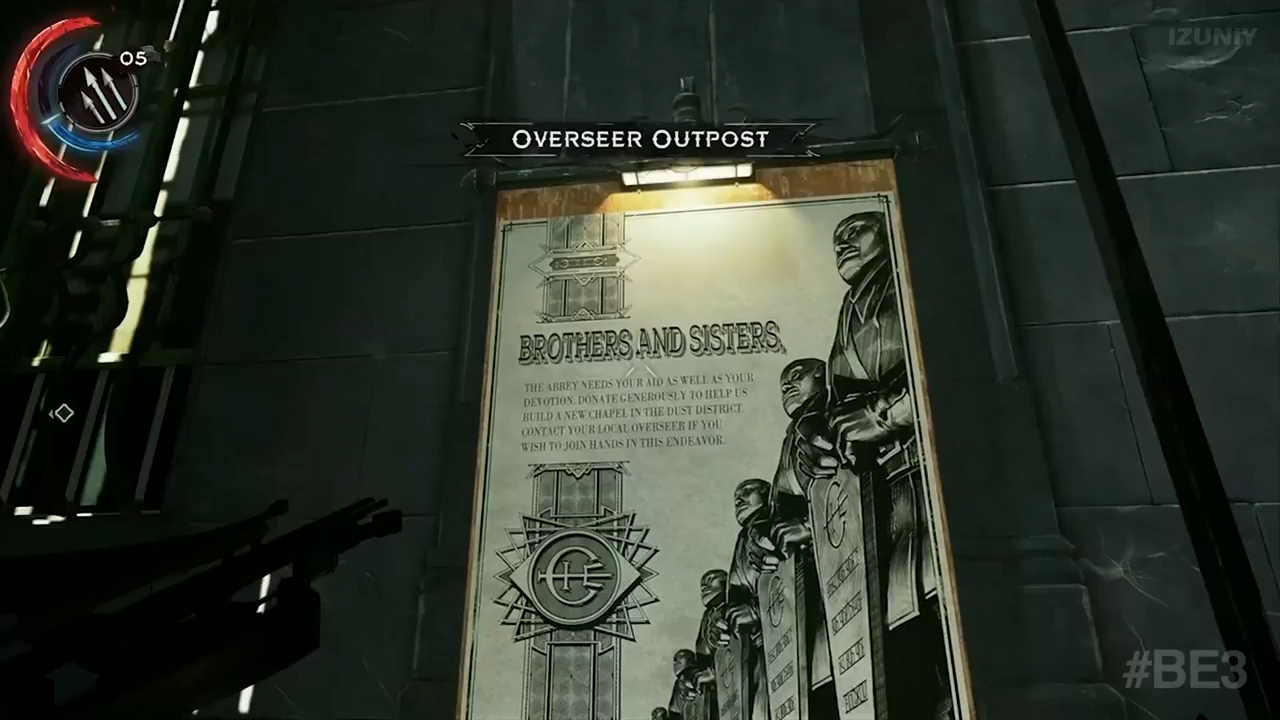 05
IZUNIY
OVERSEER OUTPOST
BROTHERS AND SISTERS,
THE ABBEY NEEDS YOUR AID AS WELL AS YOUR
DEVOTION. DONATE GENEROUSLY TO HELP US
BUILD A NEW CHAPEL IN THE DUST DISTRICT.
CONTACT YOUR LOCAL OVERSEER IF YOU
WISH TO JOIN HANDS IN THIS ENDEAVOR.
#BE3